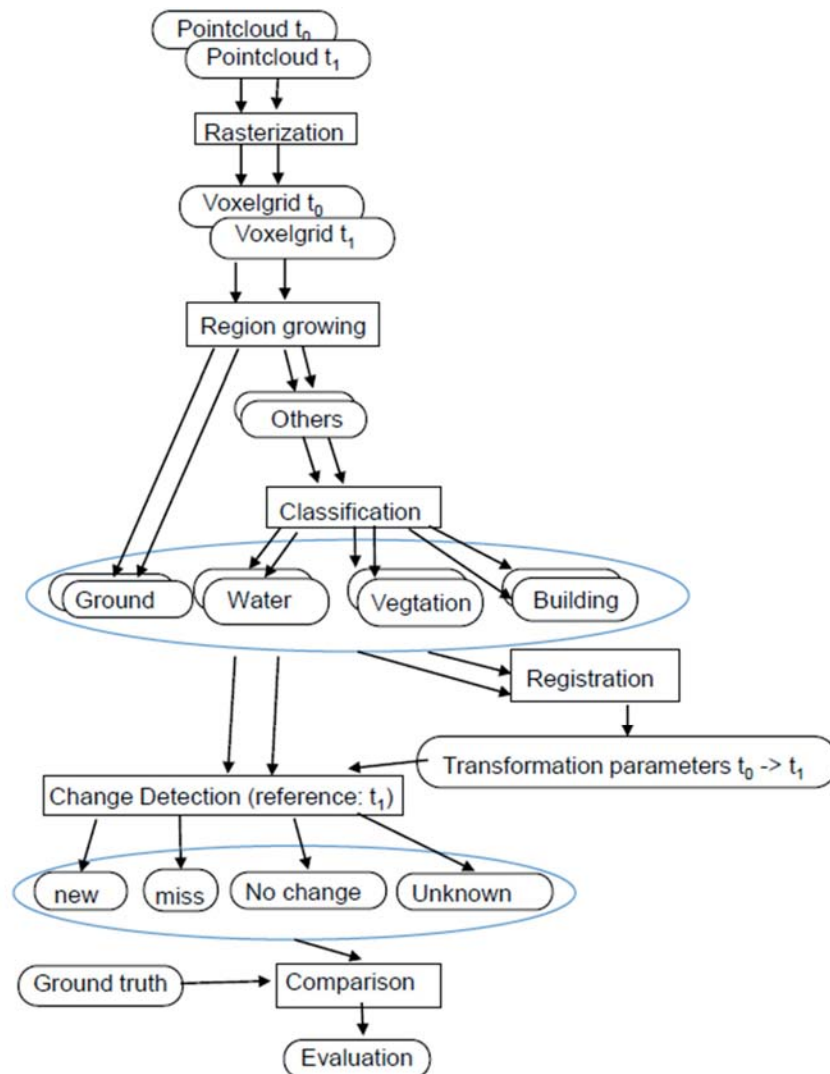 Pointcloud t₀
Pointcloud t₁
Rasterization
Voxelgrid t₀
Voxelgrid t₁
Region growing
Others
Classification
Ground
Water
Vegtation
Building
Registration
Transformation parameters t₀ -> t₁
Change Detection (reference: t₁)
new
miss
No change
Unknown
Ground truth
Comparison
Evaluation